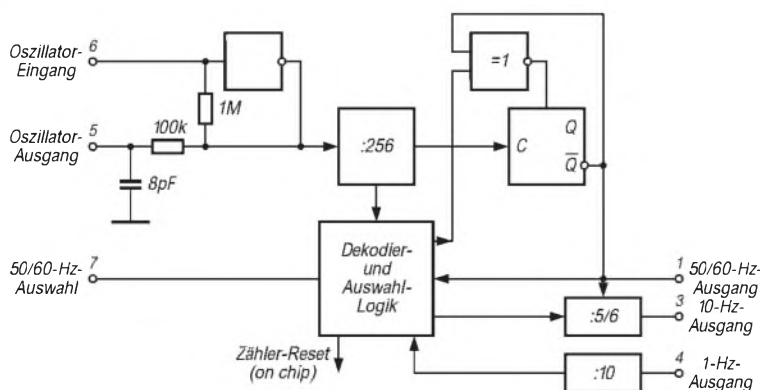 Oszillator-
Eingang
6
1M
Oszillator-
Ausgang
5
100k
8pF
:256
=1
C
Q
Q̅
50/60-Hz-
Auswahl
7
Dekodier-
und
Auswahl-
Logik
Zähler-Reset
(on chip)
1
50/60-Hz-
Ausgang
:5/6
3
10-Hz-
Ausgang
:10
4
1-Hz-
Ausgang